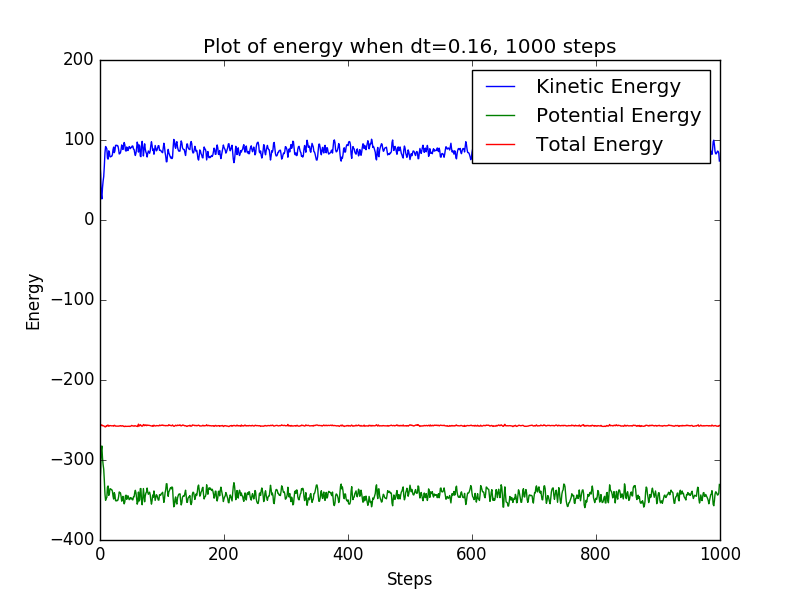 Plot of energy when dt=0.16, 1000 steps
200
100
0
−100
−200
−300
−400
Energy
Kinetic Energy
Potential Energy
Total Energy
0 200 400 600 800 1000
Steps